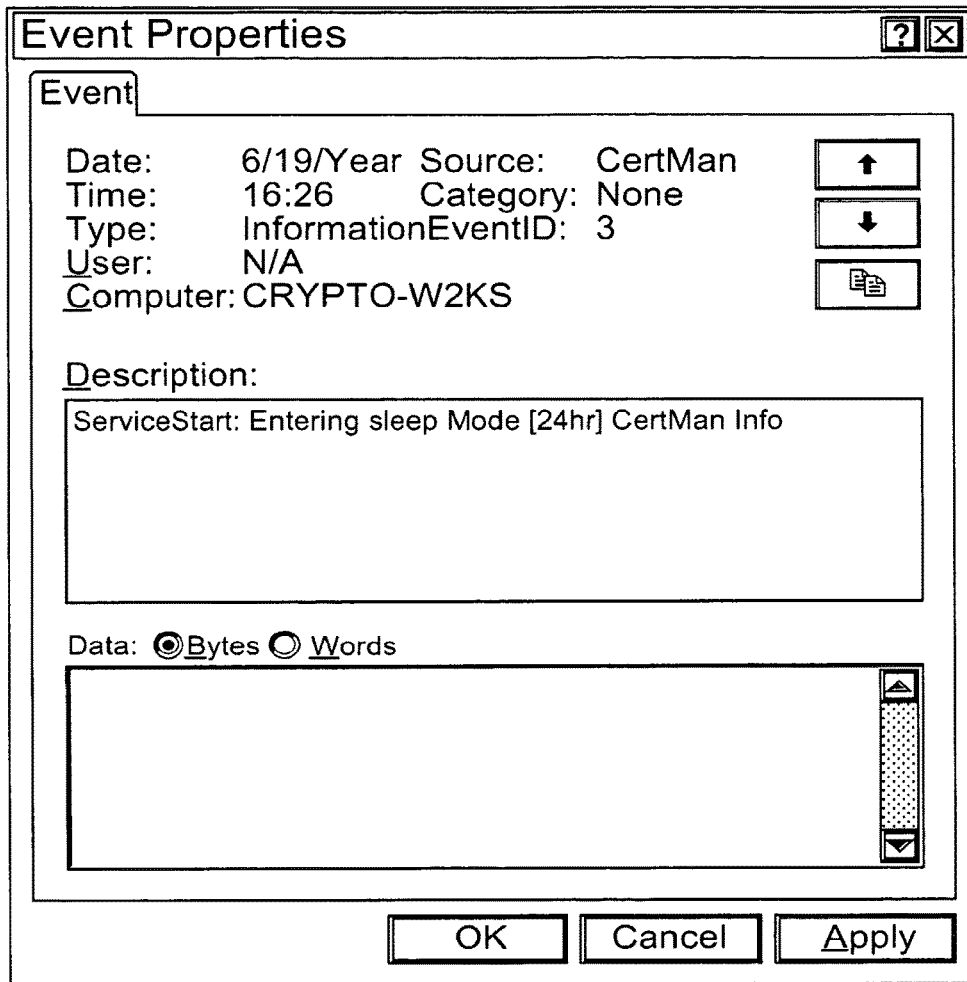 Event Properties
Event
Date: 6/19/Year Source: CertMan
Time: 16:26 Category: None
Type: InformationEventID: 3
User: N/A
Computer: CRYPTO-W2KS
Description:
ServiceStart: Entering sleep Mode [24hr] CertMan Info
Data: Bytes Words
OK Cancel Apply